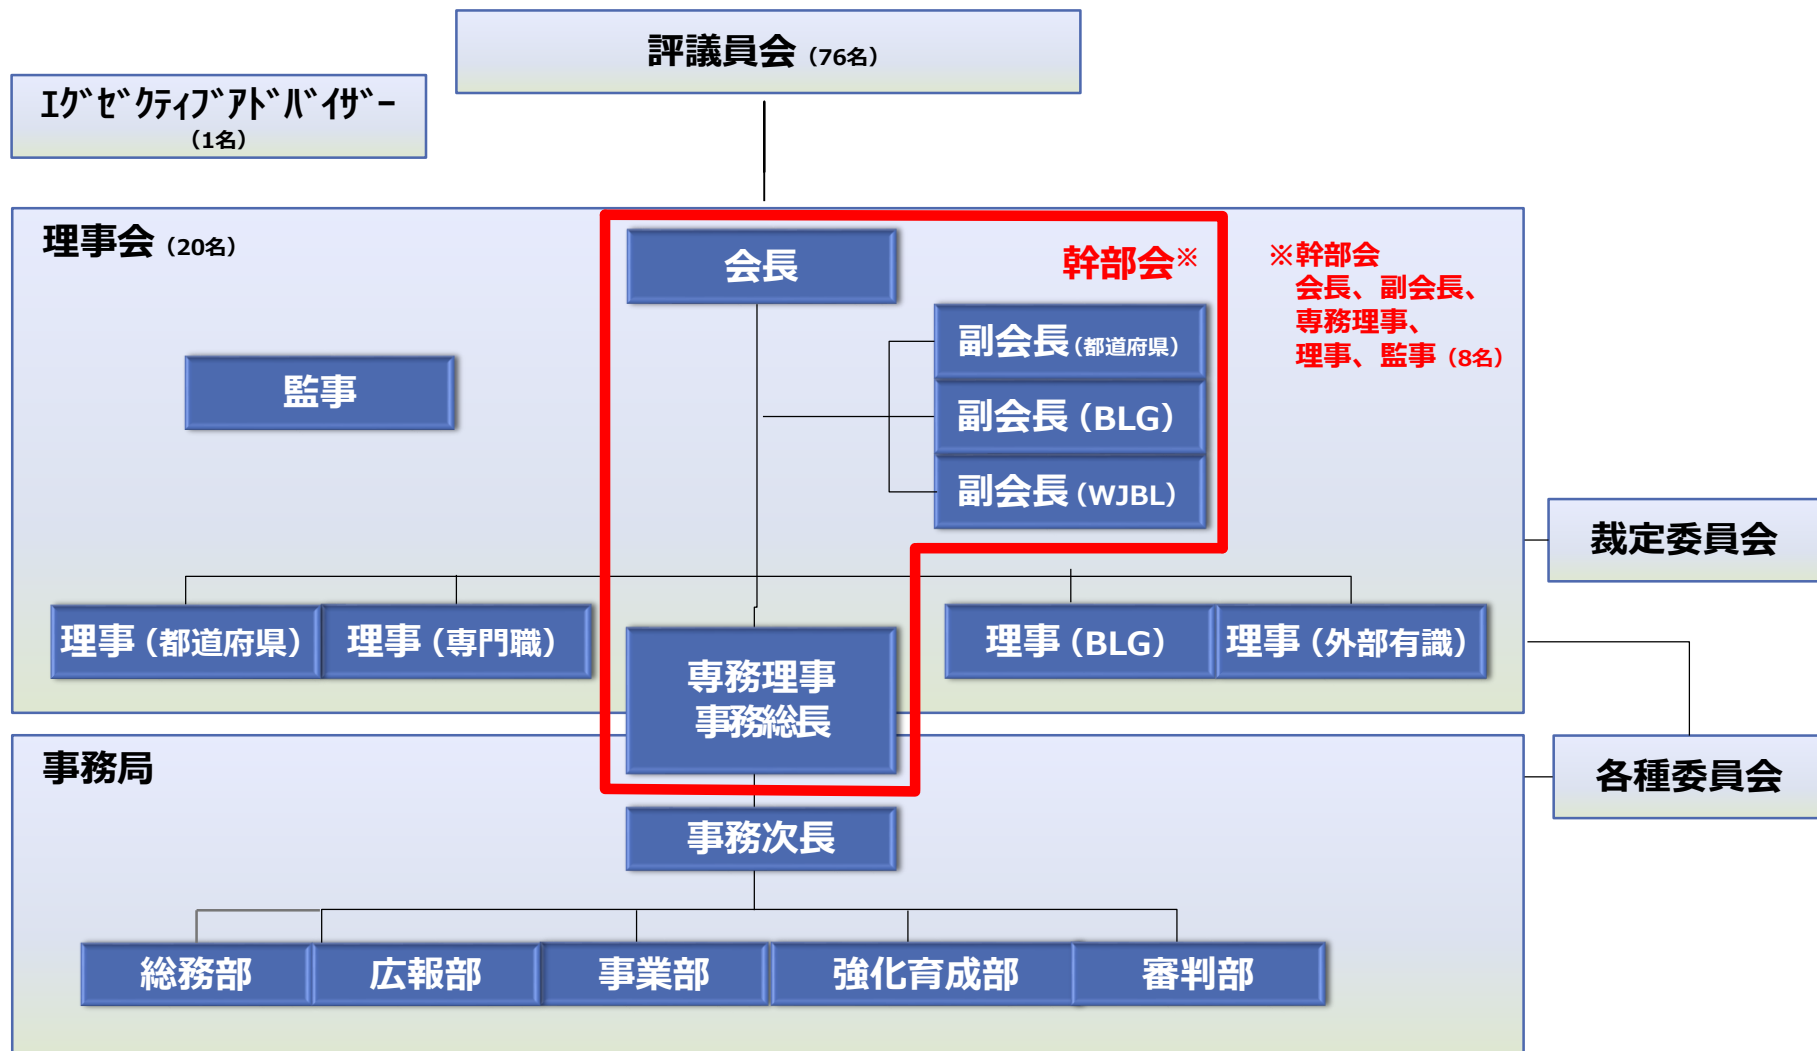 評議員会（76名）
ｴｸﾞｾﾞｸﾃｨﾌﾞｱﾄﾞﾊﾞｲｻﾞｰ
（1名）
理事会（20名）
会長
幹部会※
※幹部会
会長、副会長、
専務理事、
理事、監事（8名）
副会長（都道府県）
監事
副会長（BLG）
副会長（WJBL）
裁定委員会
理事（都道府県）
理事（専門職）
理事（BLG）
理事（外部有識）
専務理事
事務総長
事務局
各種委員会
事務次長
総務部
広報部
事業部
強化育成部
審判部